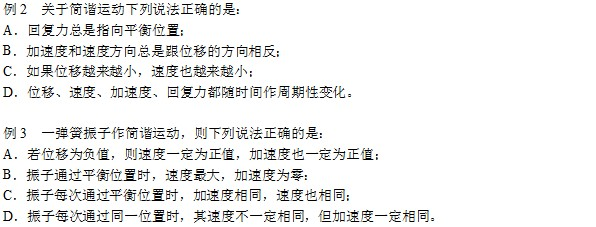 例2 关于简谐运动下列说法正确的是：
A．回复力总是指向平衡位置；
B．加速度和速度方向总是跟位移的方向相反；
C．如果位移越来越小，速度也越来越小；
D．位移、速度、加速度、回复力都随时间作周期性变化。
例3 一弹簧振子作简谐运动，则下列说法正确的是：
A．若位移为负值，则速度一定为正值，加速度也一定为正值；
B．振子通过平衡位置时，速度最大，加速度为零；
C．振子每次通过平衡位置时，加速度相同，速度也相同；
D．振子每次通过同一位置时，其速度不一定相同，但加速度一定相同。